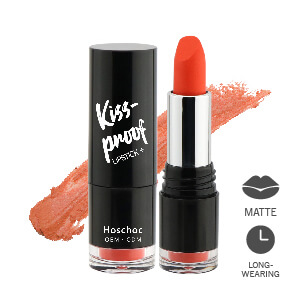 Kiss-
proof
LIPSTICK +
Hoschoc
OEM · ODM
MATTE
LONG-
WEARING